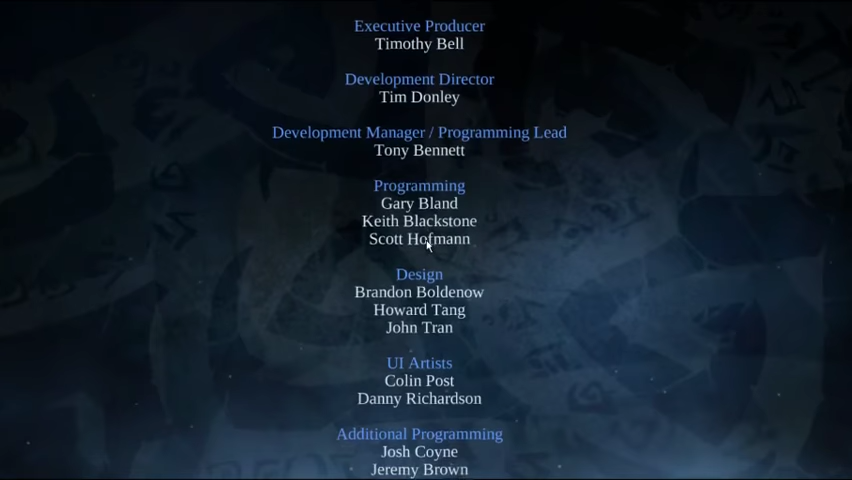 Executive Producer
Timothy Bell
Development Director
Tim Donley
Development Manager / Programming Lead
Tony Bennett
Programming
Gary Bland
Keith Blackstone
Scott Hofmann
Design
Brandon Boldenow
Howard Tang
John Tran
UI Artists
Colin Post
Danny Richardson
Additional Programming
Josh Coyne
Jeremy Brown